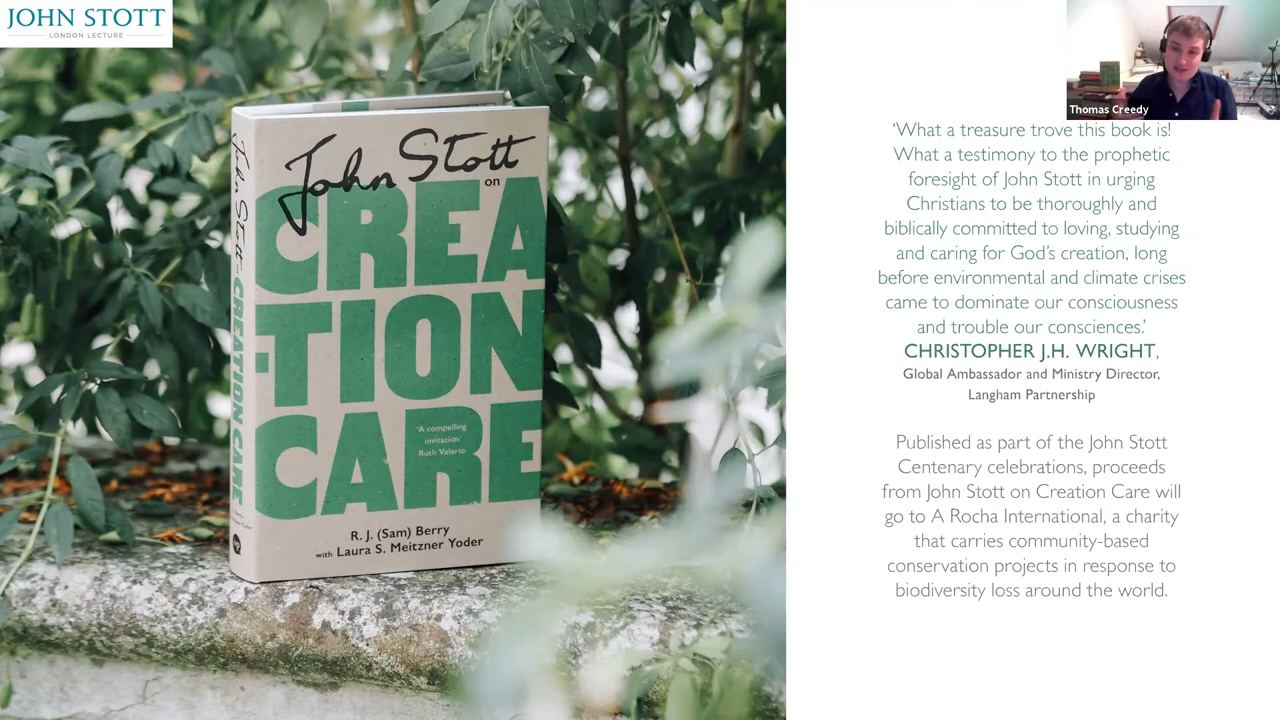 JOHN STOTT
LONDON LECTURE
John Stott
on
CREA
-TION
CARE
'A compelling
invitation'
Ruth Valerio
R. J. (Sam) Berry
with Laura S. Meitzner Yoder
John Stott on CREATION CARE
Thomas Creedy
‘What a treasure trove this book is!
What a testimony to the prophetic
foresight of John Stott in urging
Christians to be thoroughly and
biblically committed to loving, studying
and caring for God’s creation, long
before environmental and climate crises
came to dominate our consciousness
and trouble our consciences.’
CHRISTOPHER J.H. WRIGHT,
Global Ambassador and Ministry Director,
Langham Partnership
Published as part of the John Stott
Centenary celebrations, proceeds
from John Stott on Creation Care will
go to A Rocha International, a charity
that carries community-based
conservation projects in response to
biodiversity loss around the world.